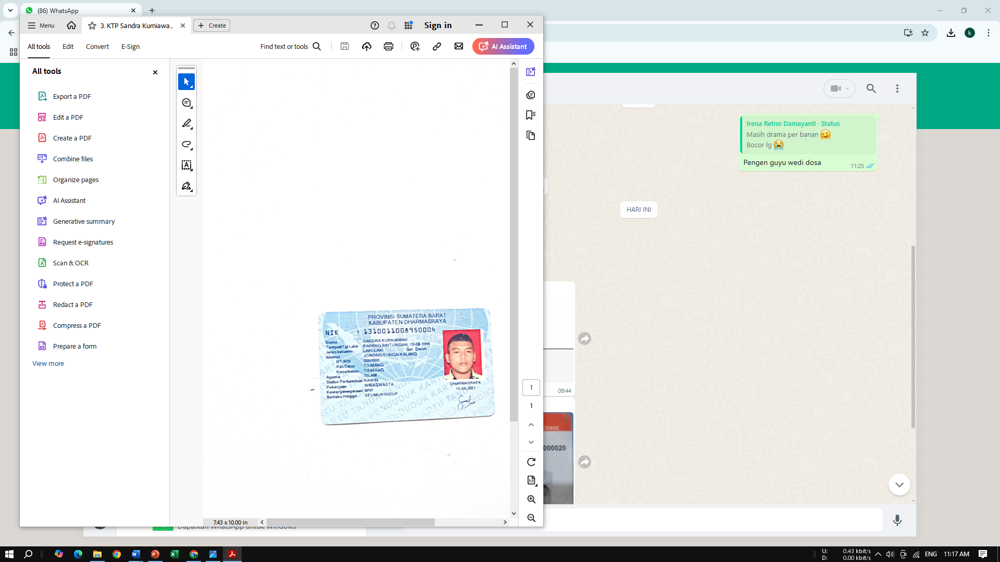 (86) WhatsApp
Menu
3. KTP Sandra Kurniawa...
Create
Sign in
All tools
Edit
Convert
E-Sign
Find text or tools
AI Assistant
All tools
Export a PDF
Edit a PDF
Create a PDF
Combine files
Organize pages
AI Assistant
Generative summary
Request e-signatures
Scan & OCR
Protect a PDF
Redact a PDF
Compress a PDF
Prepare a form
View more
PROVINSI SUMATERA BARAT
KABUPATEN DHARMASRAYA
NIK : 1310011008950004
Nama SANDRA KURNIAWAN
Tempat/Tgl Lahir PADANG BINTUNGAN, 10-08-1995
Jenis kelamin LAKI-LAKI Gol. Darah
Alamat JORONG SUNGAI KALANG
RT/RW 000/000
Kel/Desa TIUMANG
Kecamatan TIUMANG
Agama ISLAM
Status Perkawinan KAWIN
Pekerjaan WIRASWASTA
Kewarganegaraan WNI
Berlaku Hingga SEUMUR HIDUP
DHARMASRAYA
15-03-2021
1
1
7.43 x 10.00 in
Irena Retno Damayanti · Status
Masih drama per banan 🫠
Bocor lg 😭
Pengen guyu wedi dosa
11:25
HARI INI
09:44
CENSE
000020
Dapatkan WhatsApp untuk Windows
U: 0.43 kbit/s
D: 0.00 kbit/s
ENG
11:17 AM